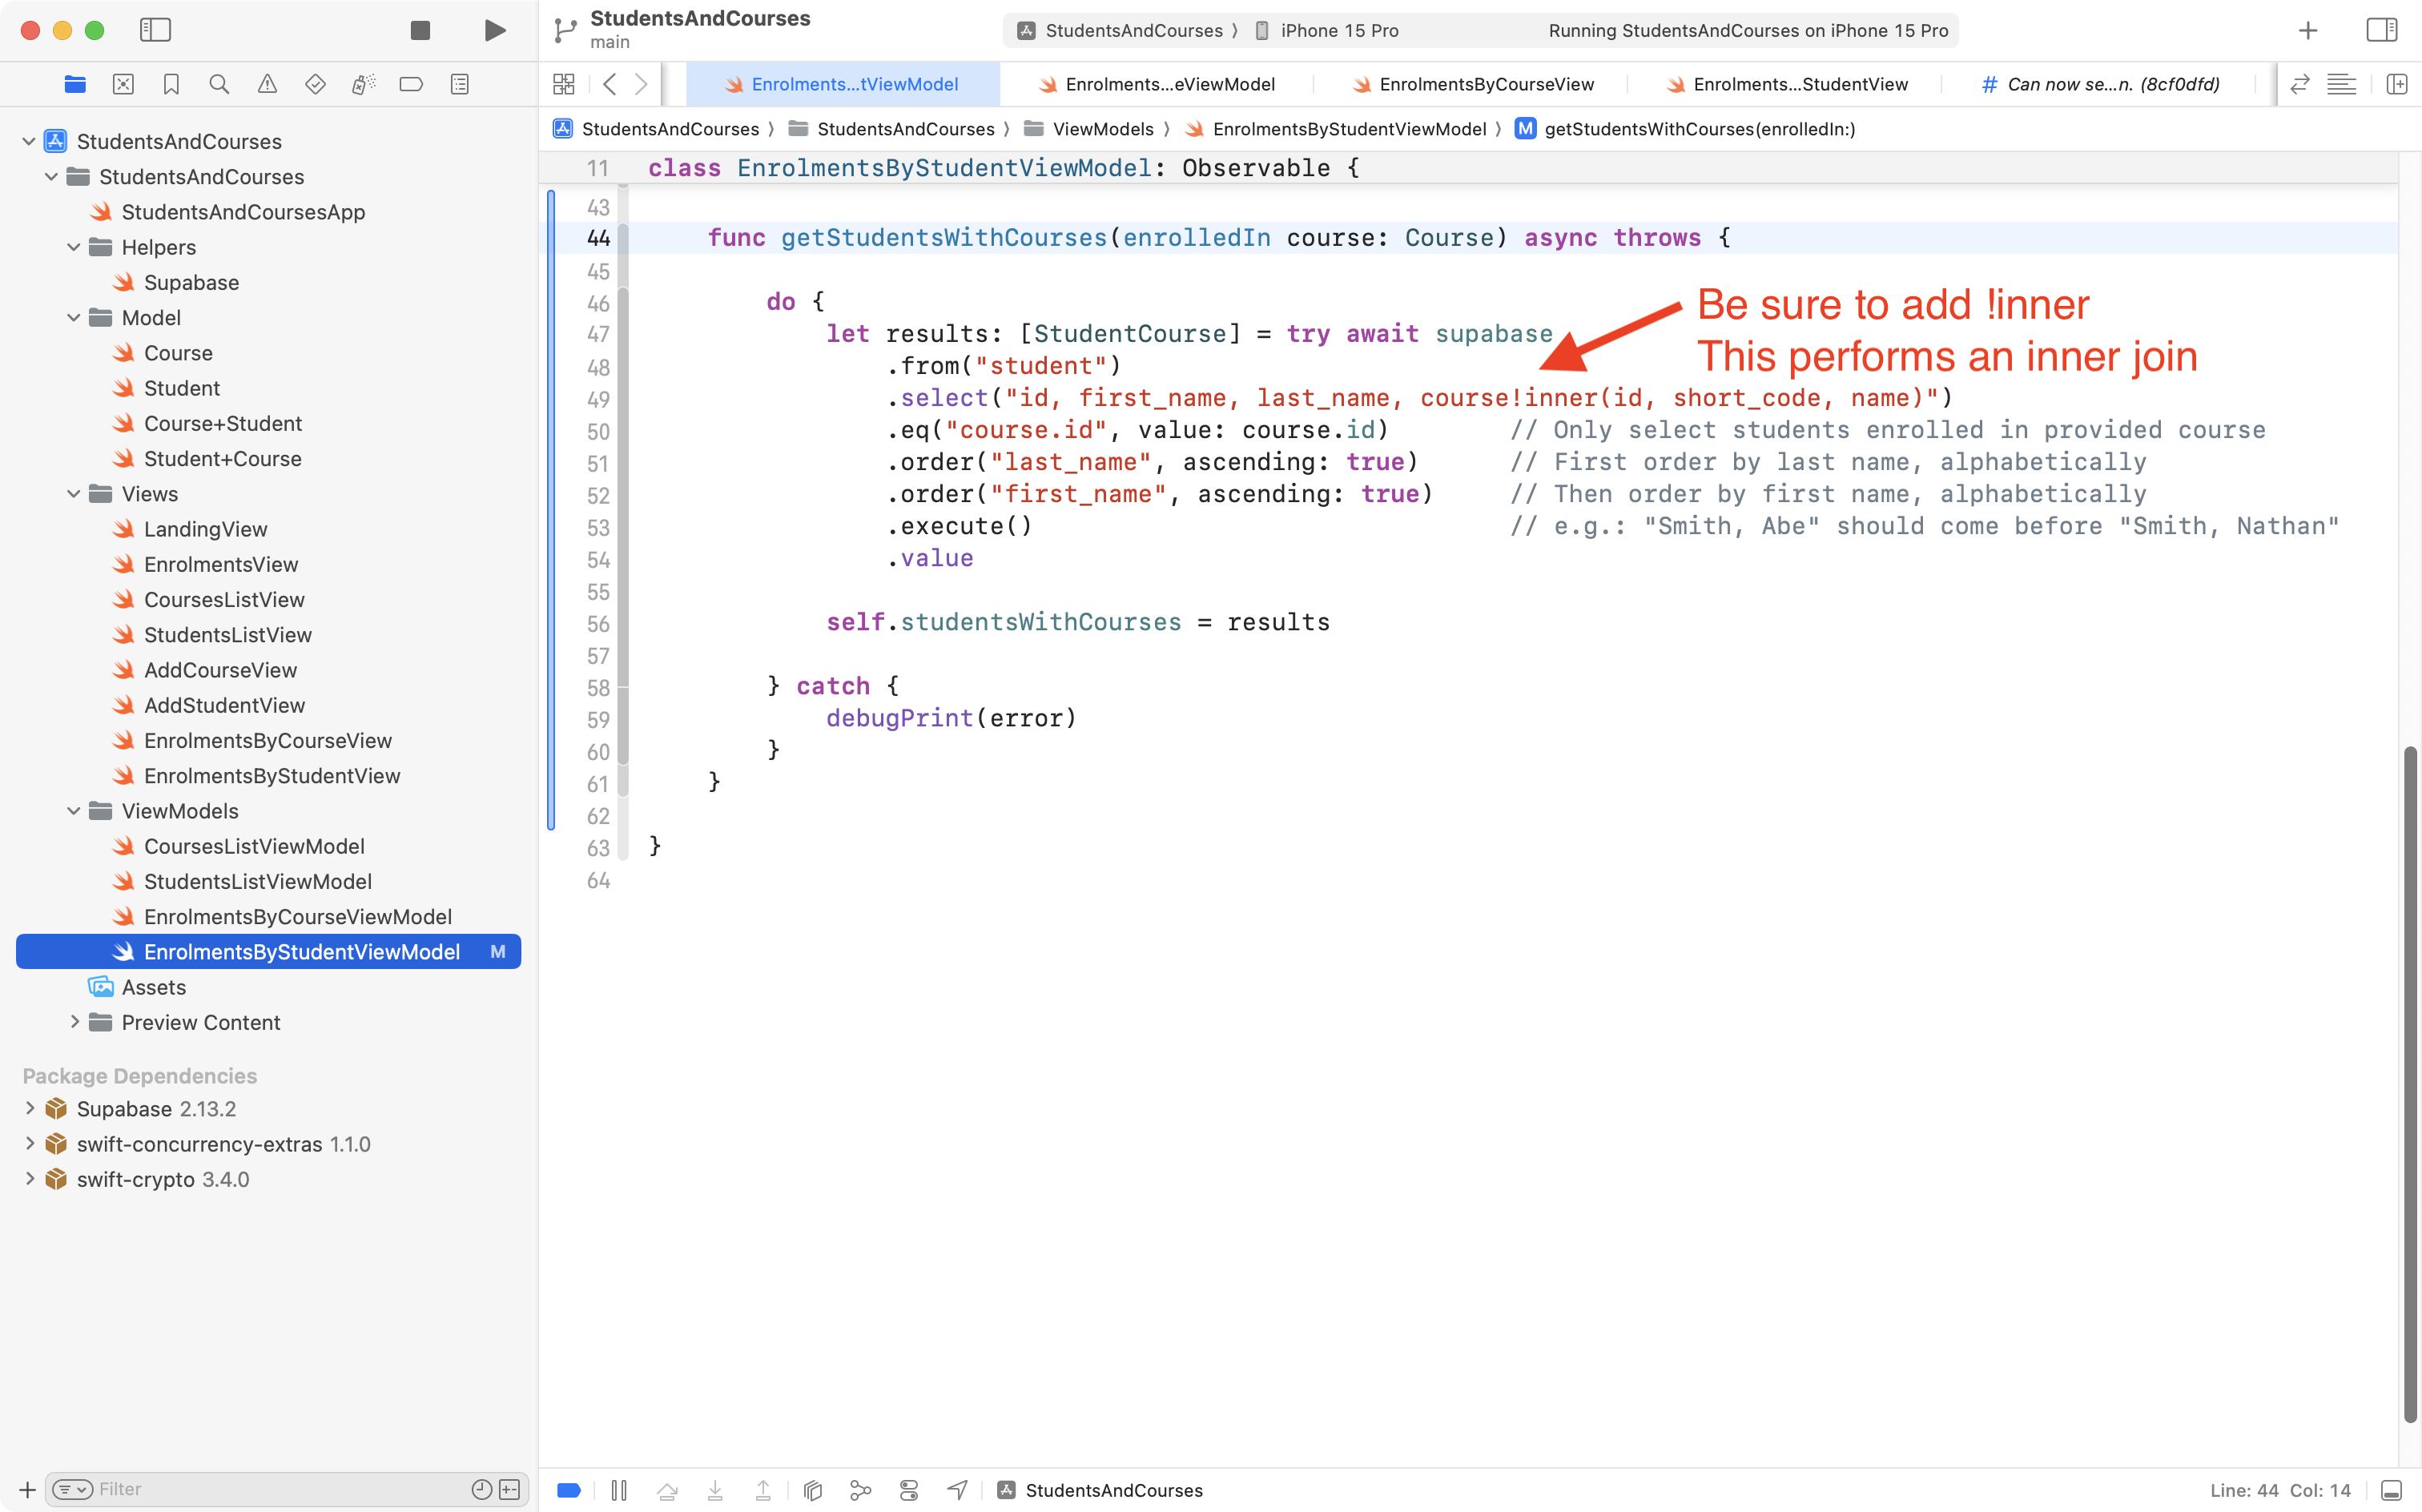 StudentsAndCourses
main
StudentsAndCourses 〉 iPhone 15 Pro
Running StudentsAndCourses on iPhone 15 Pro
Enrolments...tViewModel
Enrolments...eViewModel
EnrolmentsByCourseView
Enrolments...StudentView
# Can now se...n. (8cf0dfd)
StudentsAndCourses 〉 StudentsAndCourses 〉 ViewModels 〉 EnrolmentsByStudentViewModel 〉 M getStudentsWithCourses(enrolledIn:)
StudentsAndCourses
StudentsAndCourses
StudentsAndCoursesApp
Helpers
Supabase
Model
Course
Student
Course+Student
Student+Course
Views
LandingView
EnrolmentsView
CoursesListView
StudentsListView
AddCourseView
AddStudentView
EnrolmentsByCourseView
EnrolmentsByStudentView
ViewModels
CoursesListViewModel
StudentsListViewModel
EnrolmentsByCourseViewModel
EnrolmentsByStudentViewModel M
Assets
Preview Content
Package Dependencies
Supabase 2.13.2
swift-concurrency-extras 1.1.0
swift-crypto 3.4.0
Filter
11 class EnrolmentsByStudentViewModel: Observable {
43
44 func getStudentsWithCourses(enrolledIn course: Course) async throws {
45
46 do {
47 let results: [StudentCourse] = try await supabase
48 .from("student")
49 .select("id, first_name, last_name, course!inner(id, short_code, name)")
50 .eq("course.id", value: course.id) // Only select students enrolled in provided course
51 .order("last_name", ascending: true) // First order by last name, alphabetically
52 .order("first_name", ascending: true) // Then order by first name, alphabetically
53 .execute() // e.g.: "Smith, Abe" should come before "Smith, Nathan"
54 .value
55
56 self.studentsWithCourses = results
57
58 } catch {
59 debugPrint(error)
60 }
61 }
62
63 }
64
Be sure to add !inner
This performs an inner join
StudentsAndCourses
Line: 44 Col: 14